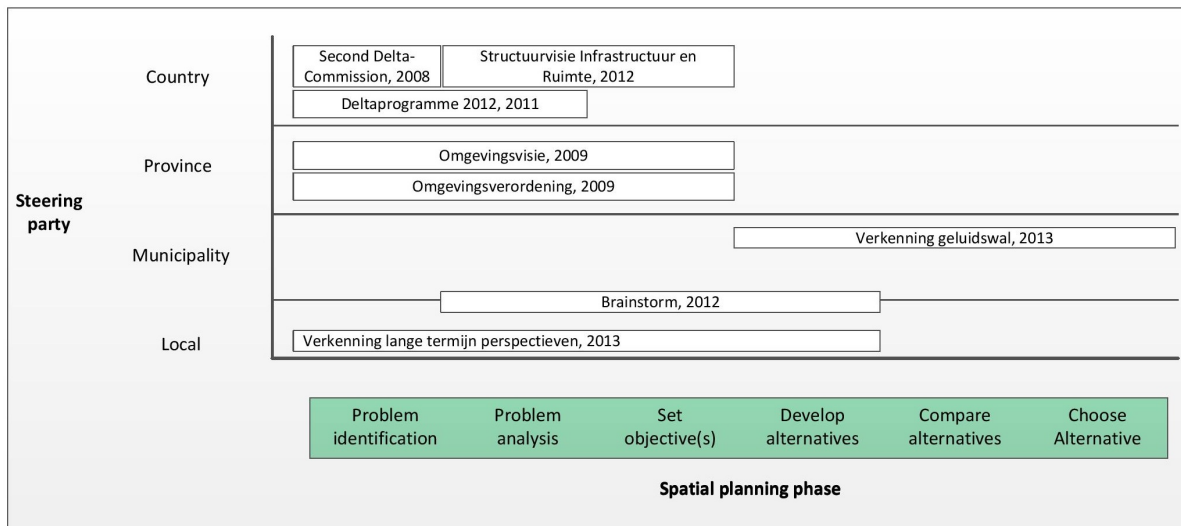 Steering
party
Country
Second Delta-
Commission, 2008
Structuurvisie Infrastructuur en
Ruimte, 2012
Deltaprogramme 2012, 2011
Province
Omgevingsvisie, 2009
Omgevingsverordening, 2009
Municipality
Verkenning geluidswal, 2013
Brainstorm, 2012
Local
Verkenning lange termijn perspectieven, 2013
Problem
identification
Problem
analysis
Set
objective(s)
Develop
alternatives
Compare
alternatives
Choose
Alternative
Spatial planning phase